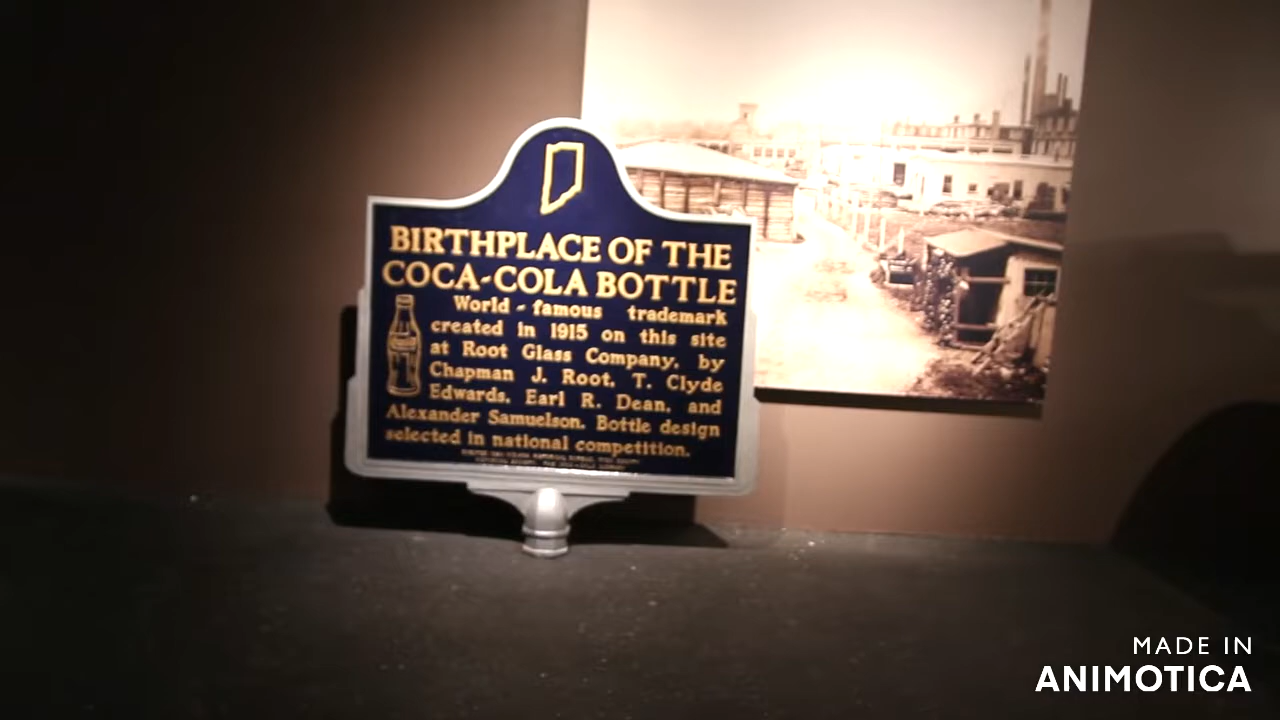 BIRTHPLACE OF THE
COCA-COLA BOTTLE
World-famous trademark
created in 1915 on this site
at Root Glass Company, by
Chapman J. Root, T. Clyde
Edwards, Earl R. Dean, and
Alexander Samuelson. Bottle design
selected in national competition.
MADE IN
ANIMOTICA